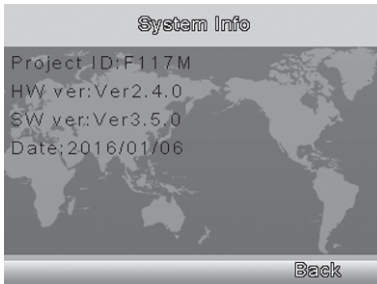 System Info
Project ID:F117M
HW ver:Ver2.4.0
SW ver:Ver3.5.0
Date:2016/01/06
Back